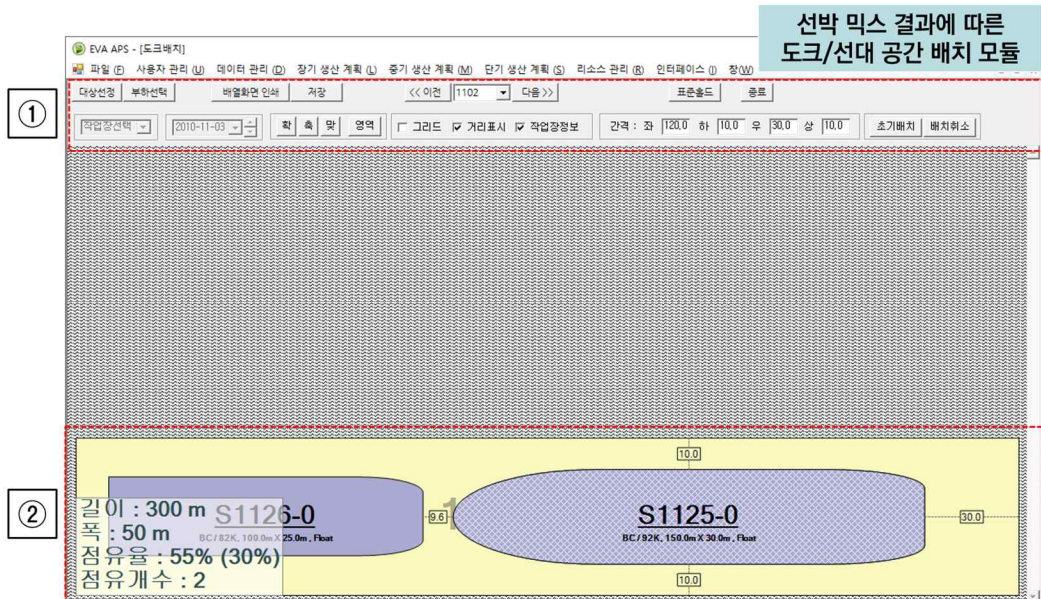 선박 믹스 결과에 따른
도크/선대 공간 배치 모듈
EVA APS - [도크배치]
파일 (F) 사용자 관리 (U) 데이터 관리 (D) 장기 생산 계획 (L) 중기 생산 계획 (M) 단기 생산 계획 (S) 리소스 관리 (R) 인터페이스 (I) 창(W)
①
대상선정 부하선택 배열화면 인쇄 저장 << 이전 1102 다음 >> 표준홀드 종료
작업장선택 2010-11-03 확 축 맞 영역 그리드 거리표시 작업장정보 간격 : 좌 120,0 하 10,0 우 30,0 상 10,0 초기배치 배치취소
②
10.0
길이 : 300 m
폭 : 50 m
점유율 : 55% (30%)
점유개수 : 2
S1126-0
BC / 82K, 100.0m X 25.0m , Float
9.6
1
S1125-0
BC / 92K, 150.0m X 30.0m , Float
30.0
10.0